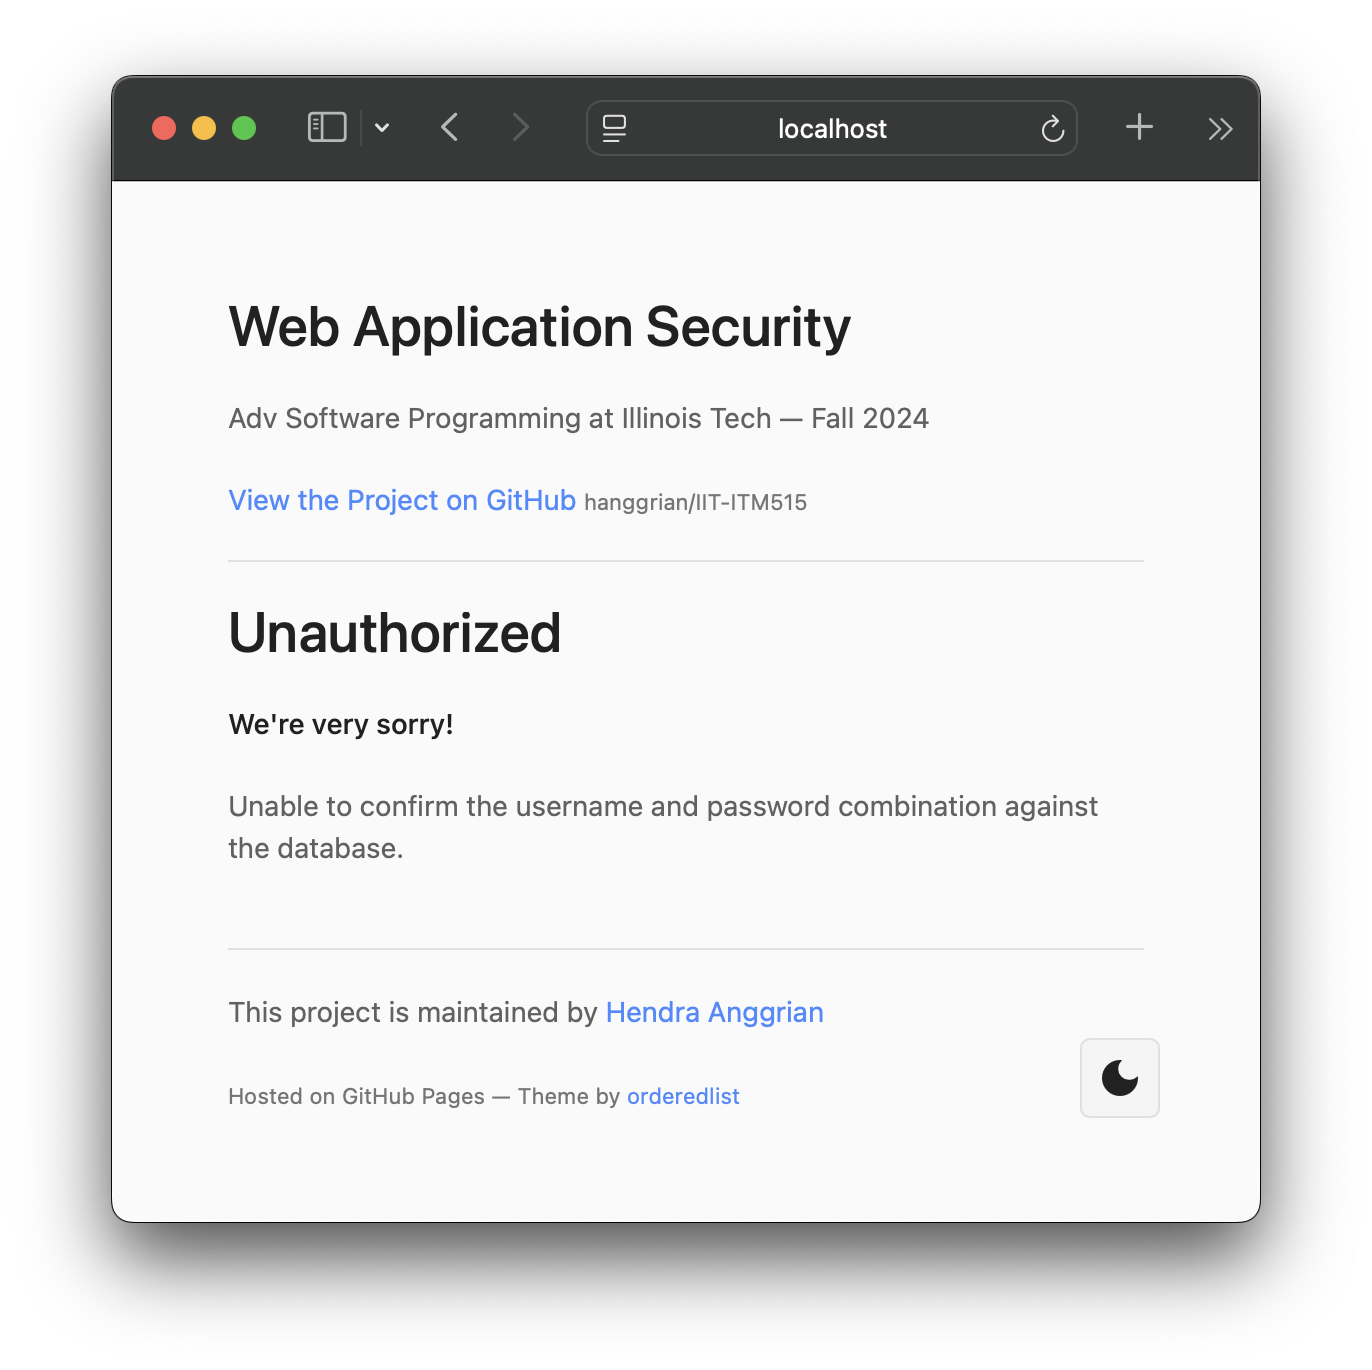 localhost
Web Application Security
Adv Software Programming at Illinois Tech — Fall 2024
View the Project on GitHub hanggrian/IIT-ITM515
Unauthorized
We're very sorry!
Unable to confirm the username and password combination against
the database.
This project is maintained by Hendra Anggrian
Hosted on GitHub Pages — Theme by orderedlist